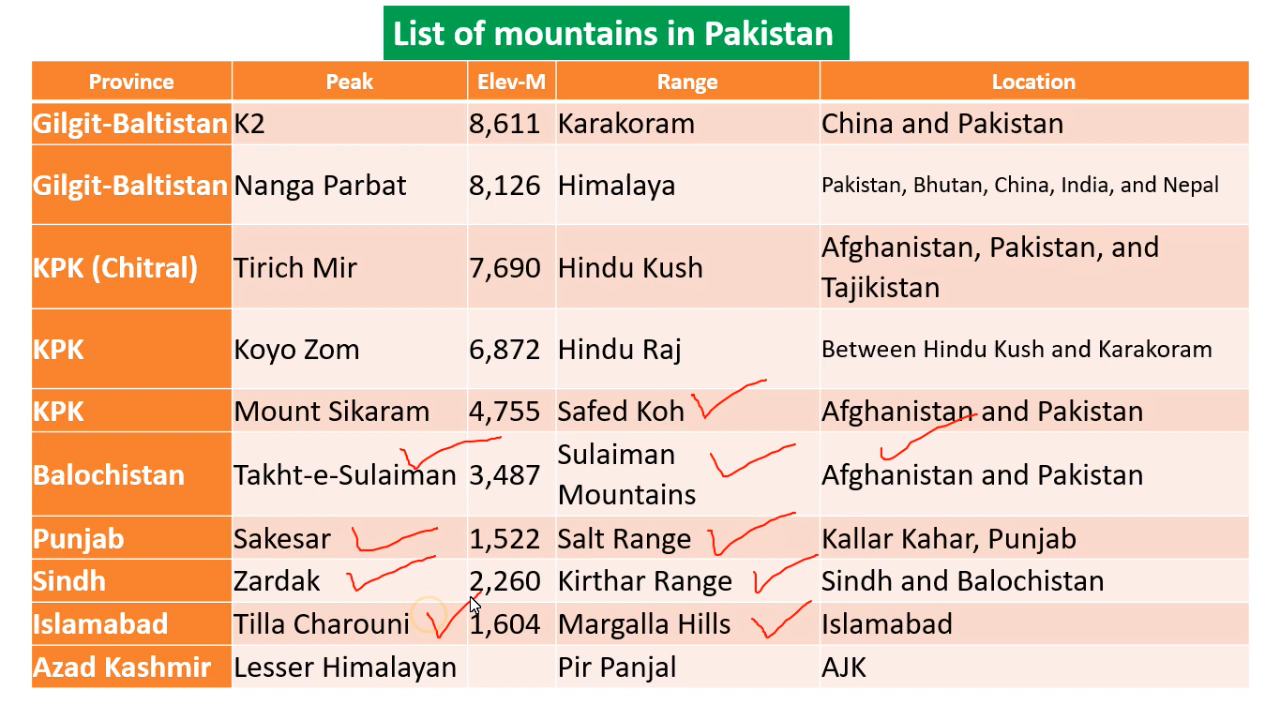 List of mountains in Pakistan
Province Peak Elev-M Range Location
Gilgit-Baltistan K2 8,611 Karakoram China and Pakistan
Gilgit-Baltistan Nanga Parbat 8,126 Himalaya Pakistan, Bhutan, China, India, and Nepal
KPK (Chitral) Tirich Mir 7,690 Hindu Kush Afghanistan, Pakistan, and
Tajikistan
KPK Koyo Zom 6,872 Hindu Raj Between Hindu Kush and Karakoram
KPK Mount Sikaram 4,755 Safed Koh Afghanistan and Pakistan
Balochistan Takht-e-Sulaiman 3,487 Sulaiman
Mountains Afghanistan and Pakistan
Punjab Sakesar 1,522 Salt Range Kallar Kahar, Punjab
Sindh Zardak 2,260 Kirthar Range Sindh and Balochistan
Islamabad Tilla Charouni 1,604 Margalla Hills Islamabad
Azad Kashmir Lesser Himalayan Pir Panjal AJK